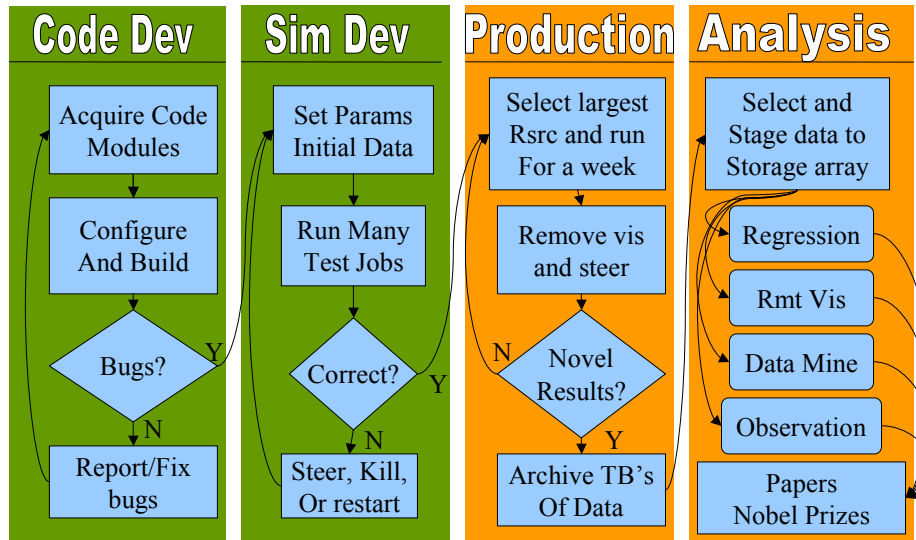 Code Dev
Acquire Code
Modules
Configure
And Build
Bugs?
Y
N
Report/Fix
bugs
Sim Dev
Set Params
Initial Data
Run Many
Test Jobs
Correct?
Y
N
Steer, Kill,
Or restart
Production
Select largest
Rsrc and run
For a week
Remove vis
and steer
N
Novel
Results?
Y
Archive TB's
Of Data
Analysis
Select and
Stage data to
Storage array
Regression
Rmt Vis
Data Mine
Observation
Papers
Nobel Prizes